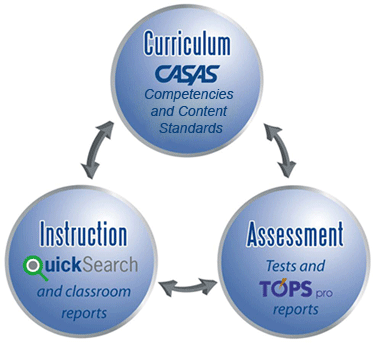 Curriculum
CASAS
Competencies
and Content
Standards
Instruction
QuickSearch
and classroom
reports
Assessment
Tests and
TOPS pro
reports